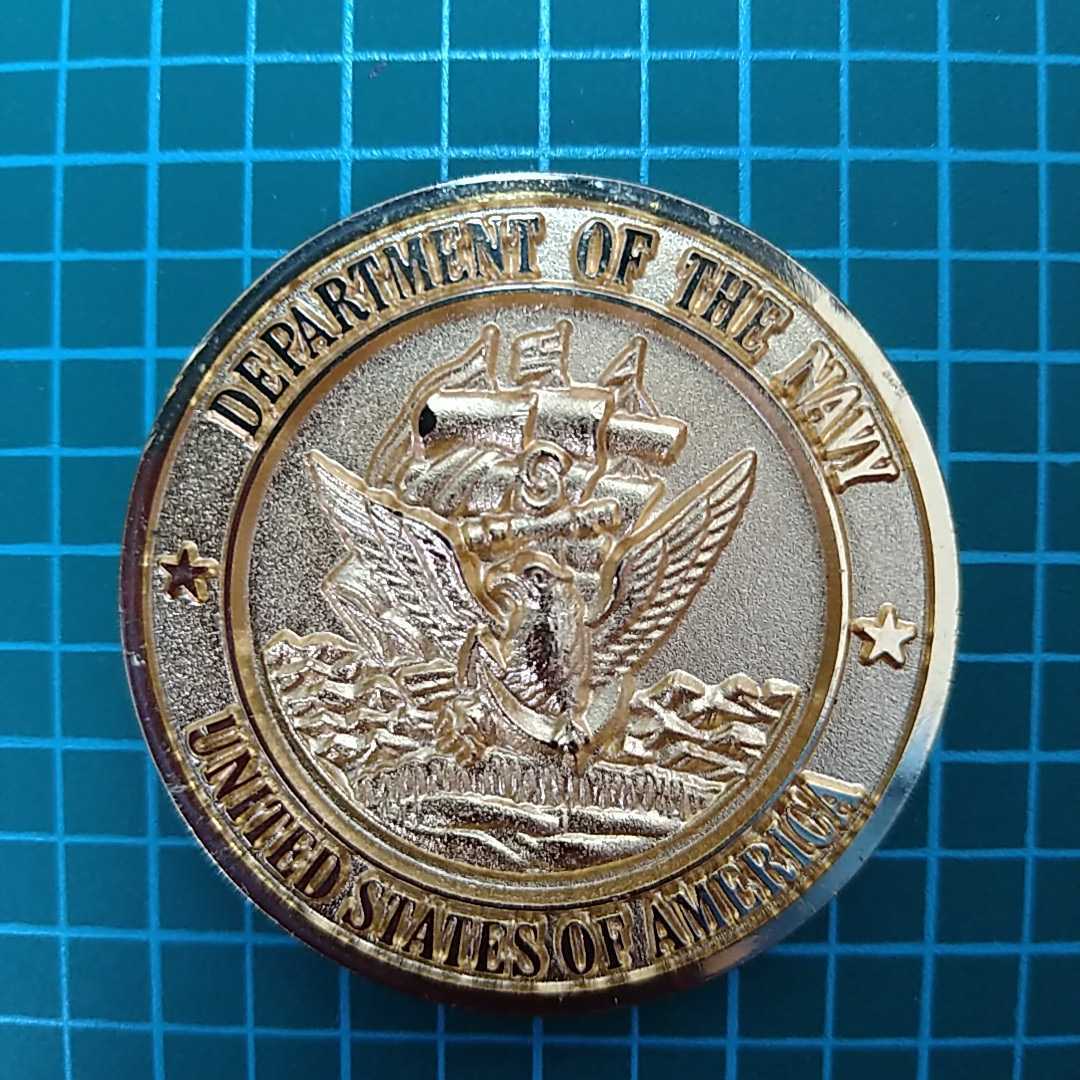 DEPARTMENT OF THE NAVY
UNITED STATES OF AMERICA